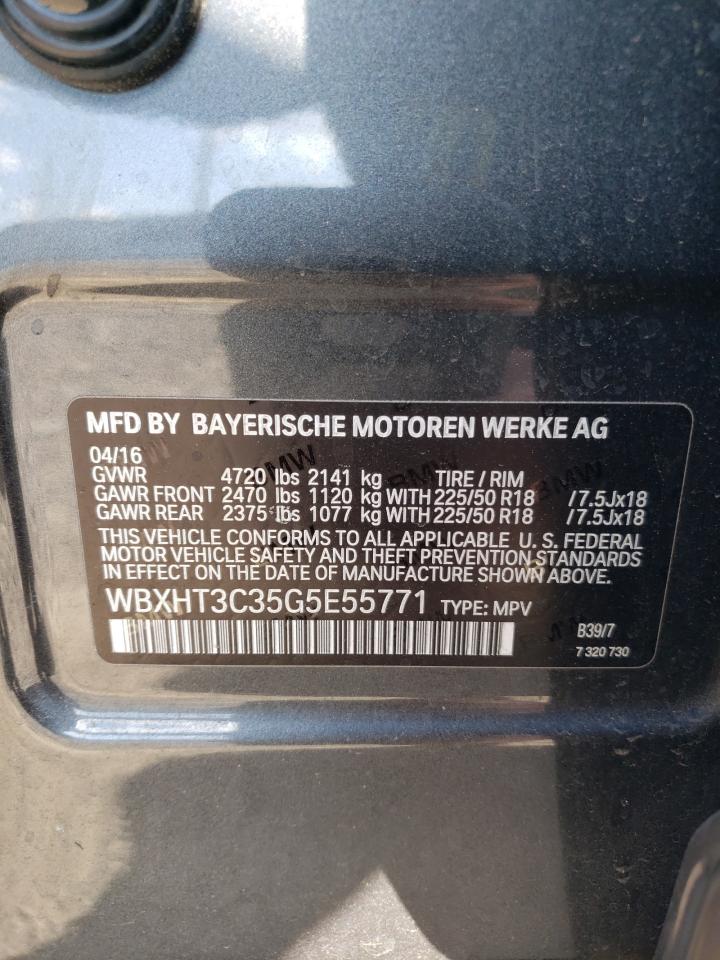 MFD BY BAYERISCHE MOTOREN WERKE AG
04/16
GVWR 4720 lbs 2141 kg TIRE / RIM
GAWR FRONT 2470 lbs 1120 kg WITH 225/50 R18 /7.5Jx18
GAWR REAR 2375 lbs 1077 kg WITH 225/50 R18 /7.5Jx18
THIS VEHICLE CONFORMS TO ALL APPLICABLE U. S. FEDERAL
MOTOR VEHICLE SAFETY AND THEFT PREVENTION STANDARDS
IN EFFECT ON THE DATE OF MANUFACTURE SHOWN ABOVE.
WBXHT3C35G5E55771 TYPE: MPV
B39/7
7 320 730